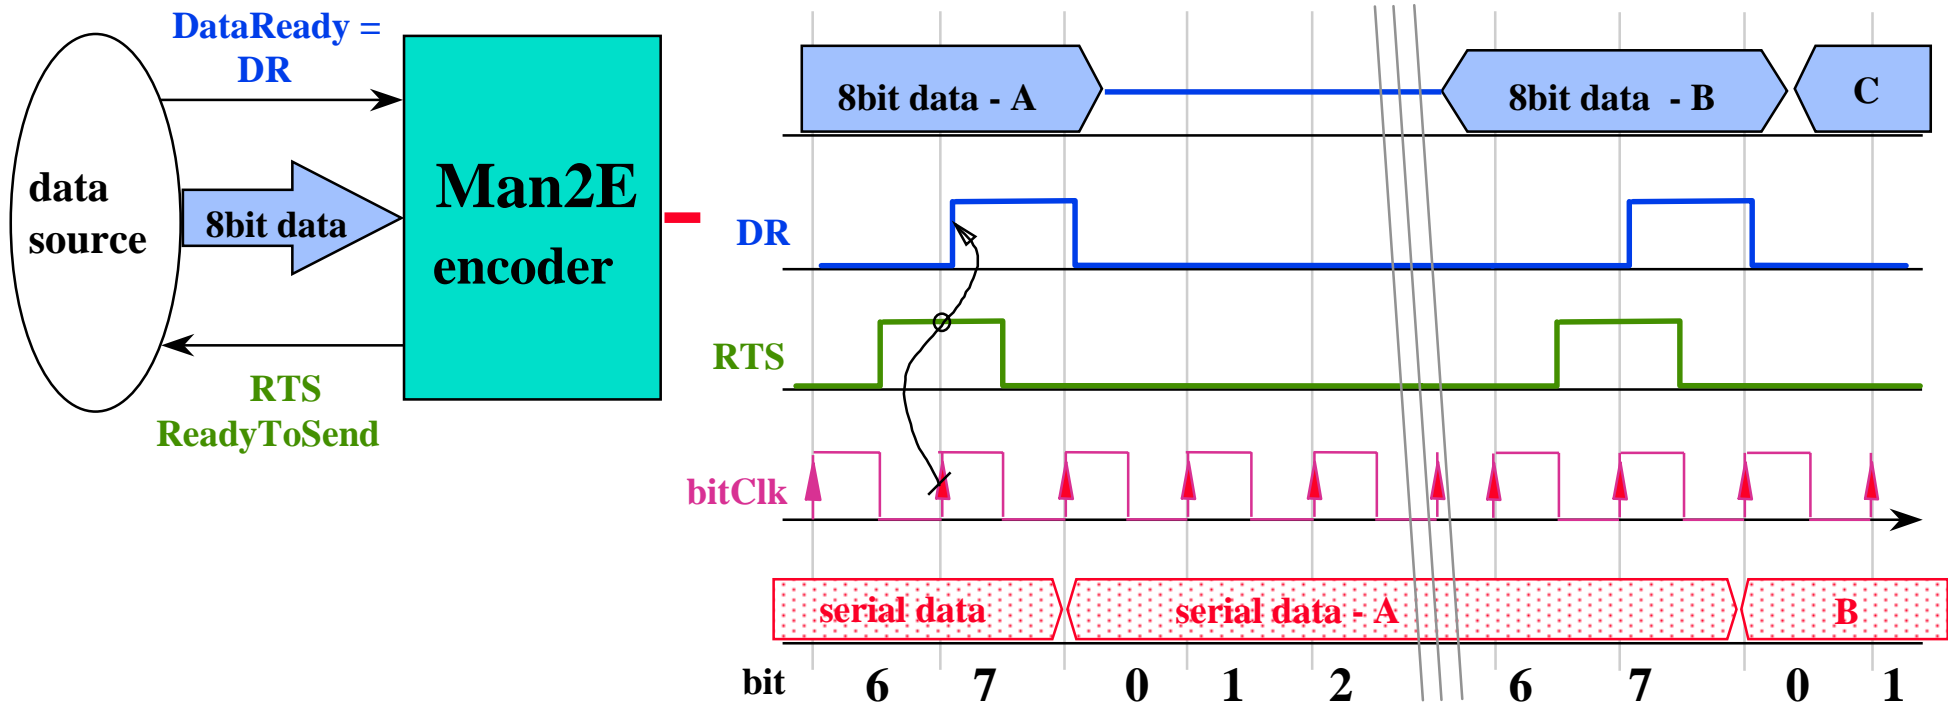 DataReady =
DR
data
source
8bit data
Man2E
encoder
RTS
ReadyToSend
8bit data - A
8bit data - B
C
DR
RTS
bitClk
serial data
serial data - A
B
bit
6 7 0 1 2 6 7 0 1